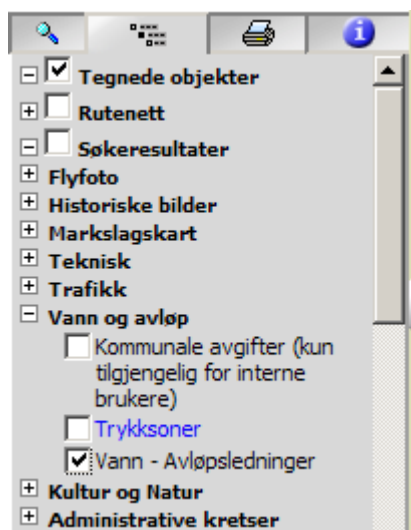 Tegnede objekter
Rutenett
Søkeresultater
Flyfoto
Historiske bilder
Markslagskart
Teknisk
Trafikk
Vann og avløp
Kommunale avgifter (kun
tilgjengelig for interne
brukere)
Trykksoner
Vann - Avløpsledninger
Kultur og Natur
Administrative kretser